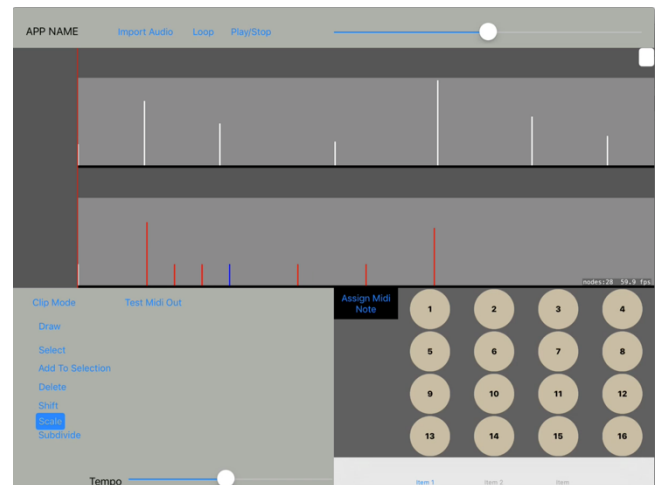 APP NAME Import Audio Loop Play/Stop
nodes:28 59.9 fps
Clip Mode Test Midi Out
Draw
Select
Add To Selection
Delete
Shift
Scale
Subdivide
Tempo
Assign Midi
Note
1 2 3 4
5 6 7 8
9 10 11 12
13 14 15 16
Item 1 Item 2 Item